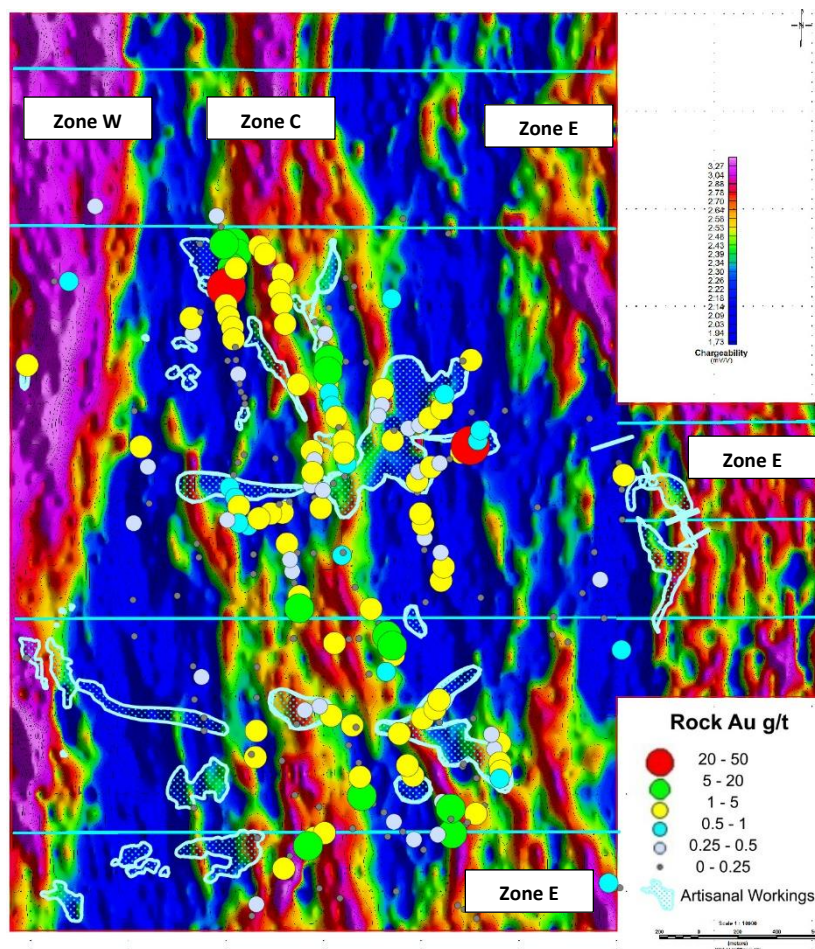 N
Zone W
Zone C
Zone E
3.27
3.04
2.88
2.78
2.70
2.64
2.58
2.53
2.48
2.43
2.39
2.34
2.30
2.26
2.22
2.18
2.14
2.09
2.03
1.94
1.73
Chargeability
(mV/V)
Zone E
Rock Au g/t
20 - 50
5 - 20
1 - 5
0.5 - 1
0.25 - 0.5
0 - 0.25
Artisanal Workings
Zone E
(meters)